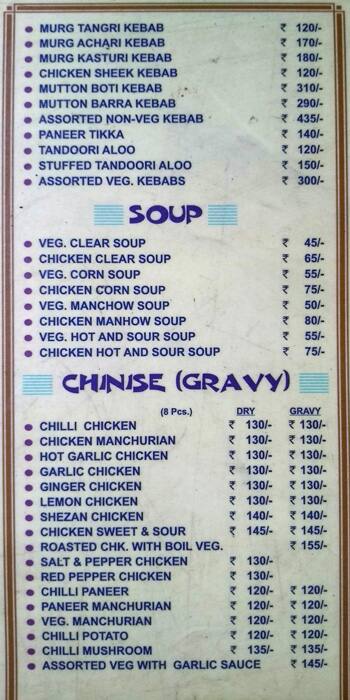 MURG TANGRI KEBAB ₹ 120/-
MURG ACHARI KEBAB ₹ 170/-
MURG KASTURI KEBAB ₹ 180/-
CHICKEN SHEEK KEBAB ₹ 120/-
MUTTON BOTI KEBAB ₹ 310/-
MUTTON BARRA KEBAB ₹ 290/-
ASSORTED NON-VEG KEBAB ₹ 435/-
PANEER TIKKA ₹ 140/-
TANDOORI ALOO ₹ 120/-
STUFFED TANDOORI ALOO ₹ 150/-
ASSORTED VEG. KEBABS ₹ 300/-
SOUP
VEG. CLEAR SOUP ₹ 45/-
CHICKEN CLEAR SOUP ₹ 65/-
VEG. CORN SOUP ₹ 55/-
CHICKEN CORN SOUP ₹ 75/-
VEG. MANCHOW SOUP ₹ 50/-
CHICKEN MANHOW SOUP ₹ 80/-
VEG. HOT AND SOUR SOUP ₹ 55/-
CHICKEN HOT AND SOUR SOUP ₹ 75/-
CHINISE (GRAVY)
(8 Pcs.) DRY GRAVY
CHILLI CHICKEN ₹ 130/- ₹ 130/-
CHICKEN MANCHURIAN ₹ 130/- ₹ 130/-
HOT GARLIC CHICKEN ₹ 130/- ₹ 130/-
GARLIC CHICKEN ₹ 130/- ₹ 130/-
GINGER CHICKEN ₹ 130/- ₹ 130/-
LEMON CHICKEN ₹ 130/- ₹ 130/-
SHEZAN CHICKEN ₹ 140/- ₹ 140/-
CHICKEN SWEET & SOUR ₹ 145/- ₹ 145/-
ROASTED CHK. WITH BOIL VEG. ₹ 155/-
SALT & PEPPER CHICKEN ₹ 130/-
RED PEPPER CHICKEN ₹ 130/-
CHILLI PANEER ₹ 120/- ₹ 120/-
PANEER MANCHURIAN ₹ 120/- ₹ 120/-
VEG. MANCHURIAN ₹ 120/- ₹ 120/-
CHILLI POTATO ₹ 120/- ₹ 120/-
CHILLI MUSHROOM ₹ 135/- ₹ 135/-
ASSORTED VEG WITH GARLIC SAUCE ₹ 145/-